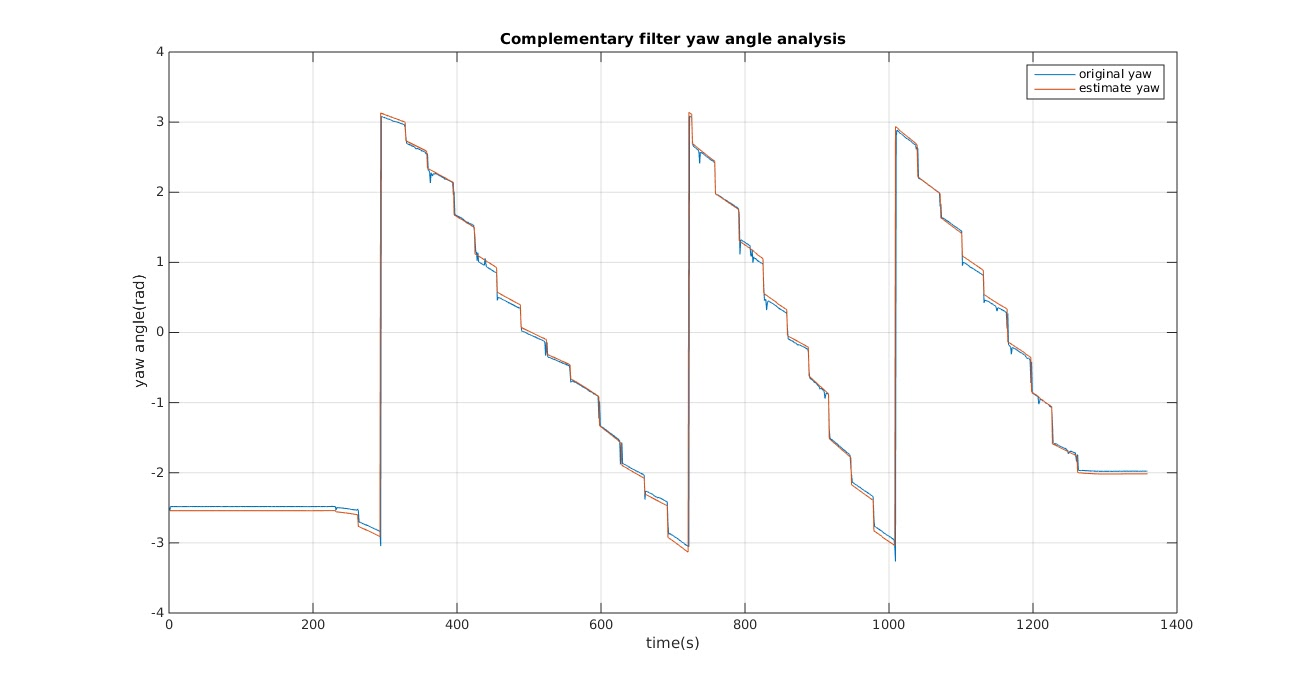 Complementary filter yaw angle analysis
original yaw
estimate yaw
4
3
2
1
0
-1
-2
-3
-4
yaw angle(rad)
0 200 400 600 800 1000 1200 1400
time(s)